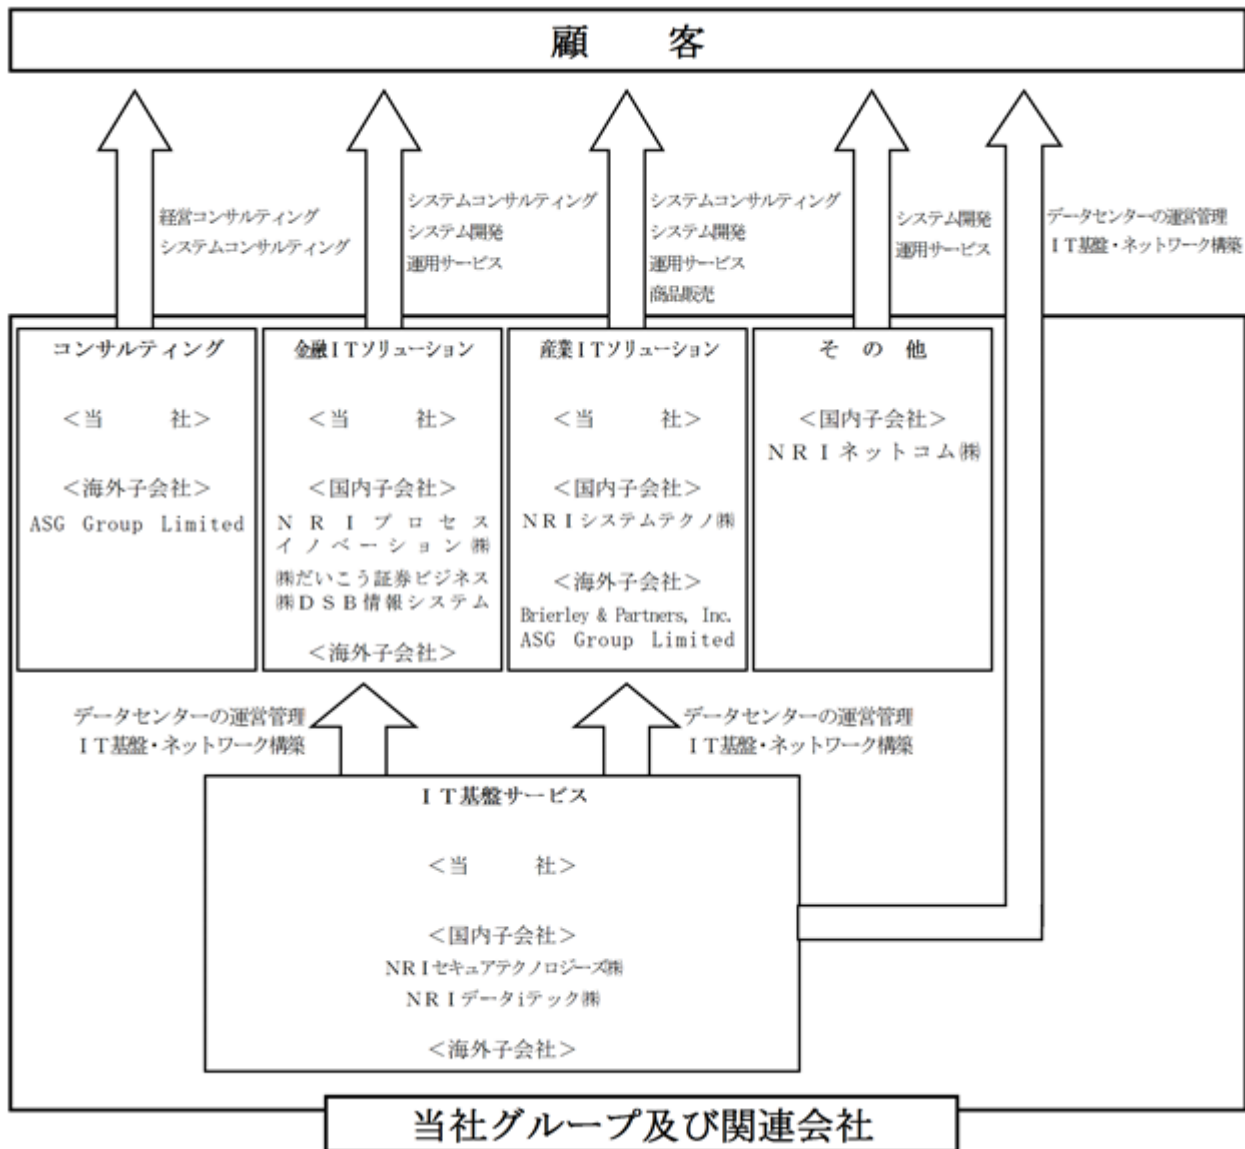 顧　客
経営コンサルティング
システムコンサルティング
システムコンサルティング
システム開発
運用サービス
システムコンサルティング
システム開発
運用サービス
商品販売
システム開発
運用サービス
データセンターの運営管理
ＩＴ基盤・ネットワーク構築
コンサルティング
＜当　社＞
＜海外子会社＞
ASG Group Limited
金融ＩＴソリューション
＜当　社＞
＜国内子会社＞
ＮＲＩプロセス
イノベーション㈱
㈱だいこう証券ビジネス
㈱ＤＳＢ情報システム
＜海外子会社＞
産業ＩＴソリューション
＜当　社＞
＜国内子会社＞
ＮＲＩシステムテクノ㈱
＜海外子会社＞
Brierley & Partners, Inc.
ASG Group Limited
その他
＜国内子会社＞
ＮＲＩネットコム㈱
データセンターの運営管理
ＩＴ基盤・ネットワーク構築
データセンターの運営管理
ＩＴ基盤・ネットワーク構築
ＩＴ基盤サービス
＜当　社＞
＜国内子会社＞
ＮＲＩセキュアテクノロジーズ㈱
ＮＲＩデータiテック㈱
＜海外子会社＞
当社グループ及び関連会社